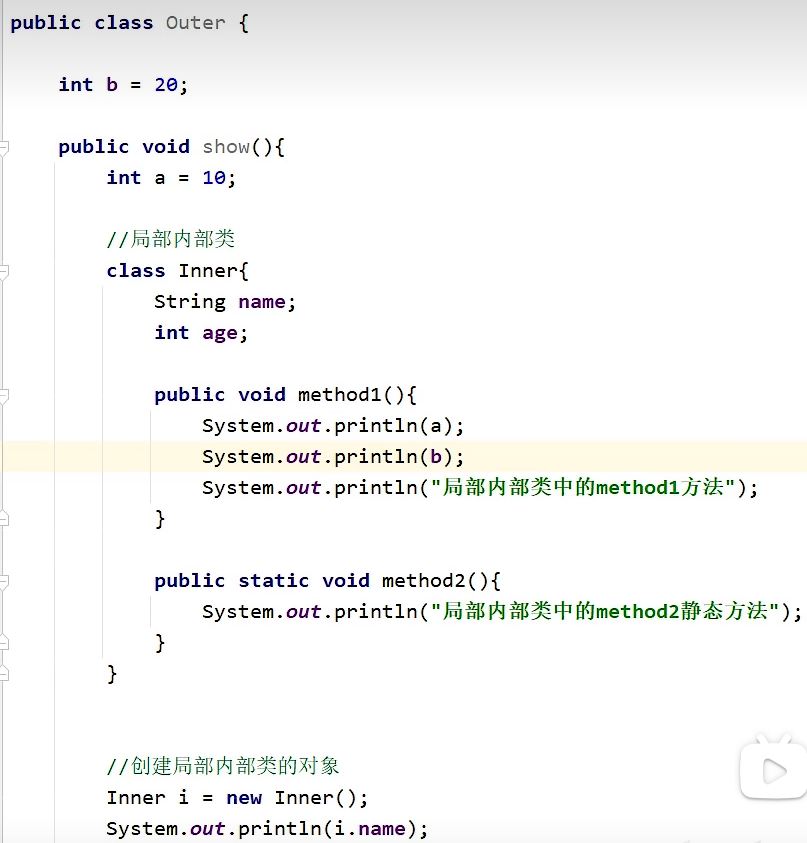 public class Outer {
int b = 20;
public void show(){
int a = 10;
//局部内部类
class Inner{
String name;
int age;
public void method1(){
System.out.println(a);
System.out.println(b);
System.out.println("局部内部类中的method1方法");
}
public static void method2(){
System.out.println("局部内部类中的method2静态方法");
}
}
//创建局部内部类的对象
Inner i = new Inner();
System.out.println(i.name);